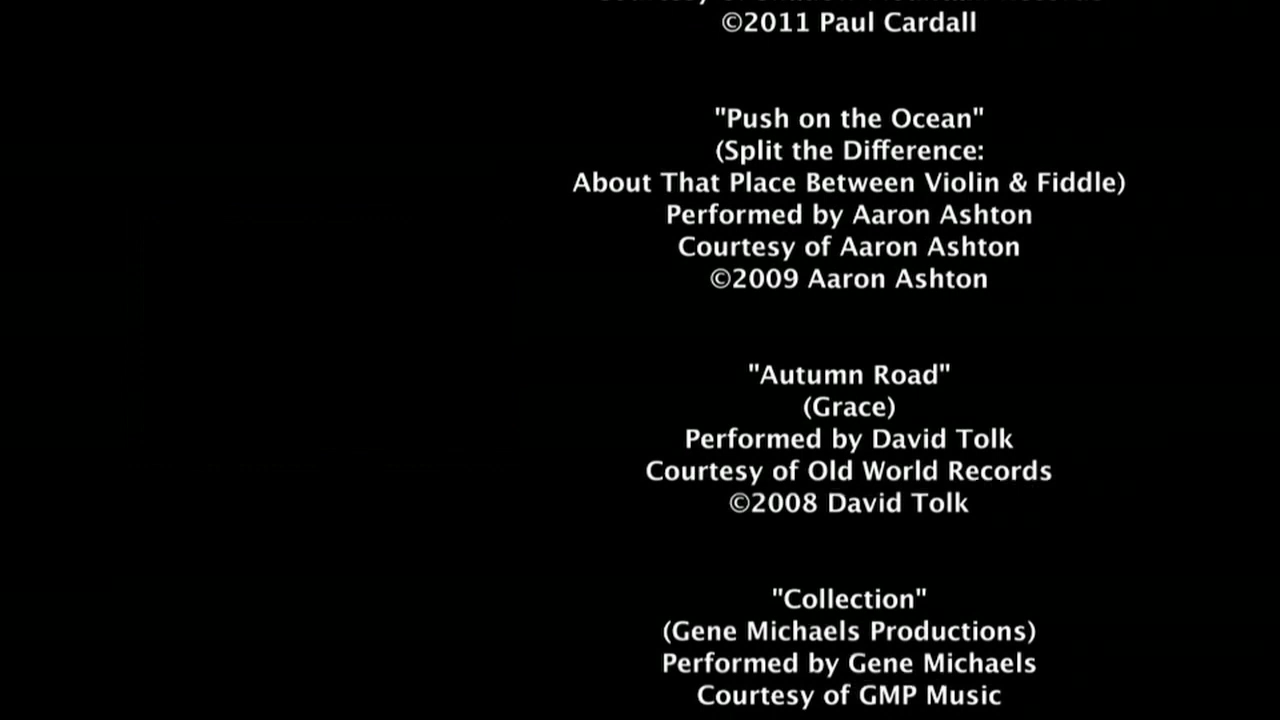 ©2011 Paul Cardall
"Push on the Ocean"
(Split the Difference:
About That Place Between Violin & Fiddle)
Performed by Aaron Ashton
Courtesy of Aaron Ashton
©2009 Aaron Ashton
"Autumn Road"
(Grace)
Performed by David Tolk
Courtesy of Old World Records
©2008 David Tolk
"Collection"
(Gene Michaels Productions)
Performed by Gene Michaels
Courtesy of GMP Music